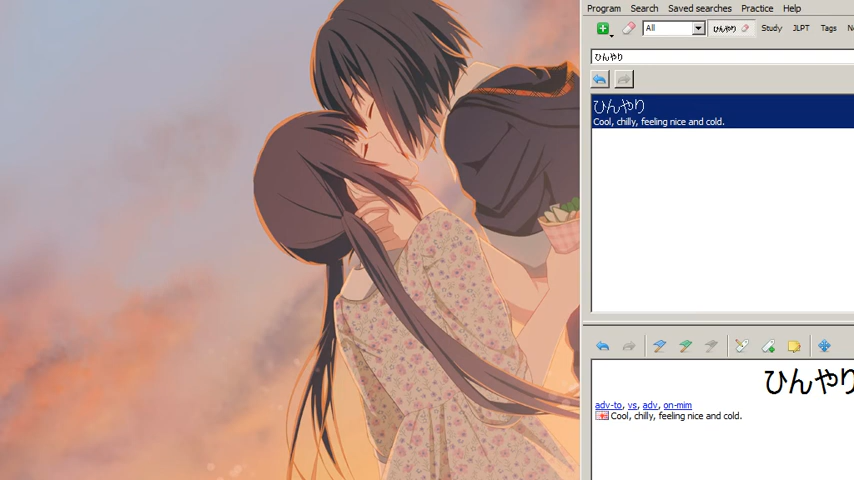 Program Search Saved searches Practice Help
All ひんやり Study JLPT Tags
ひんやり
ひんやり
Cool, chilly, feeling nice and cold.
ひんやり
adv-to, vs, adv, on-mim
Cool, chilly, feeling nice and cold.